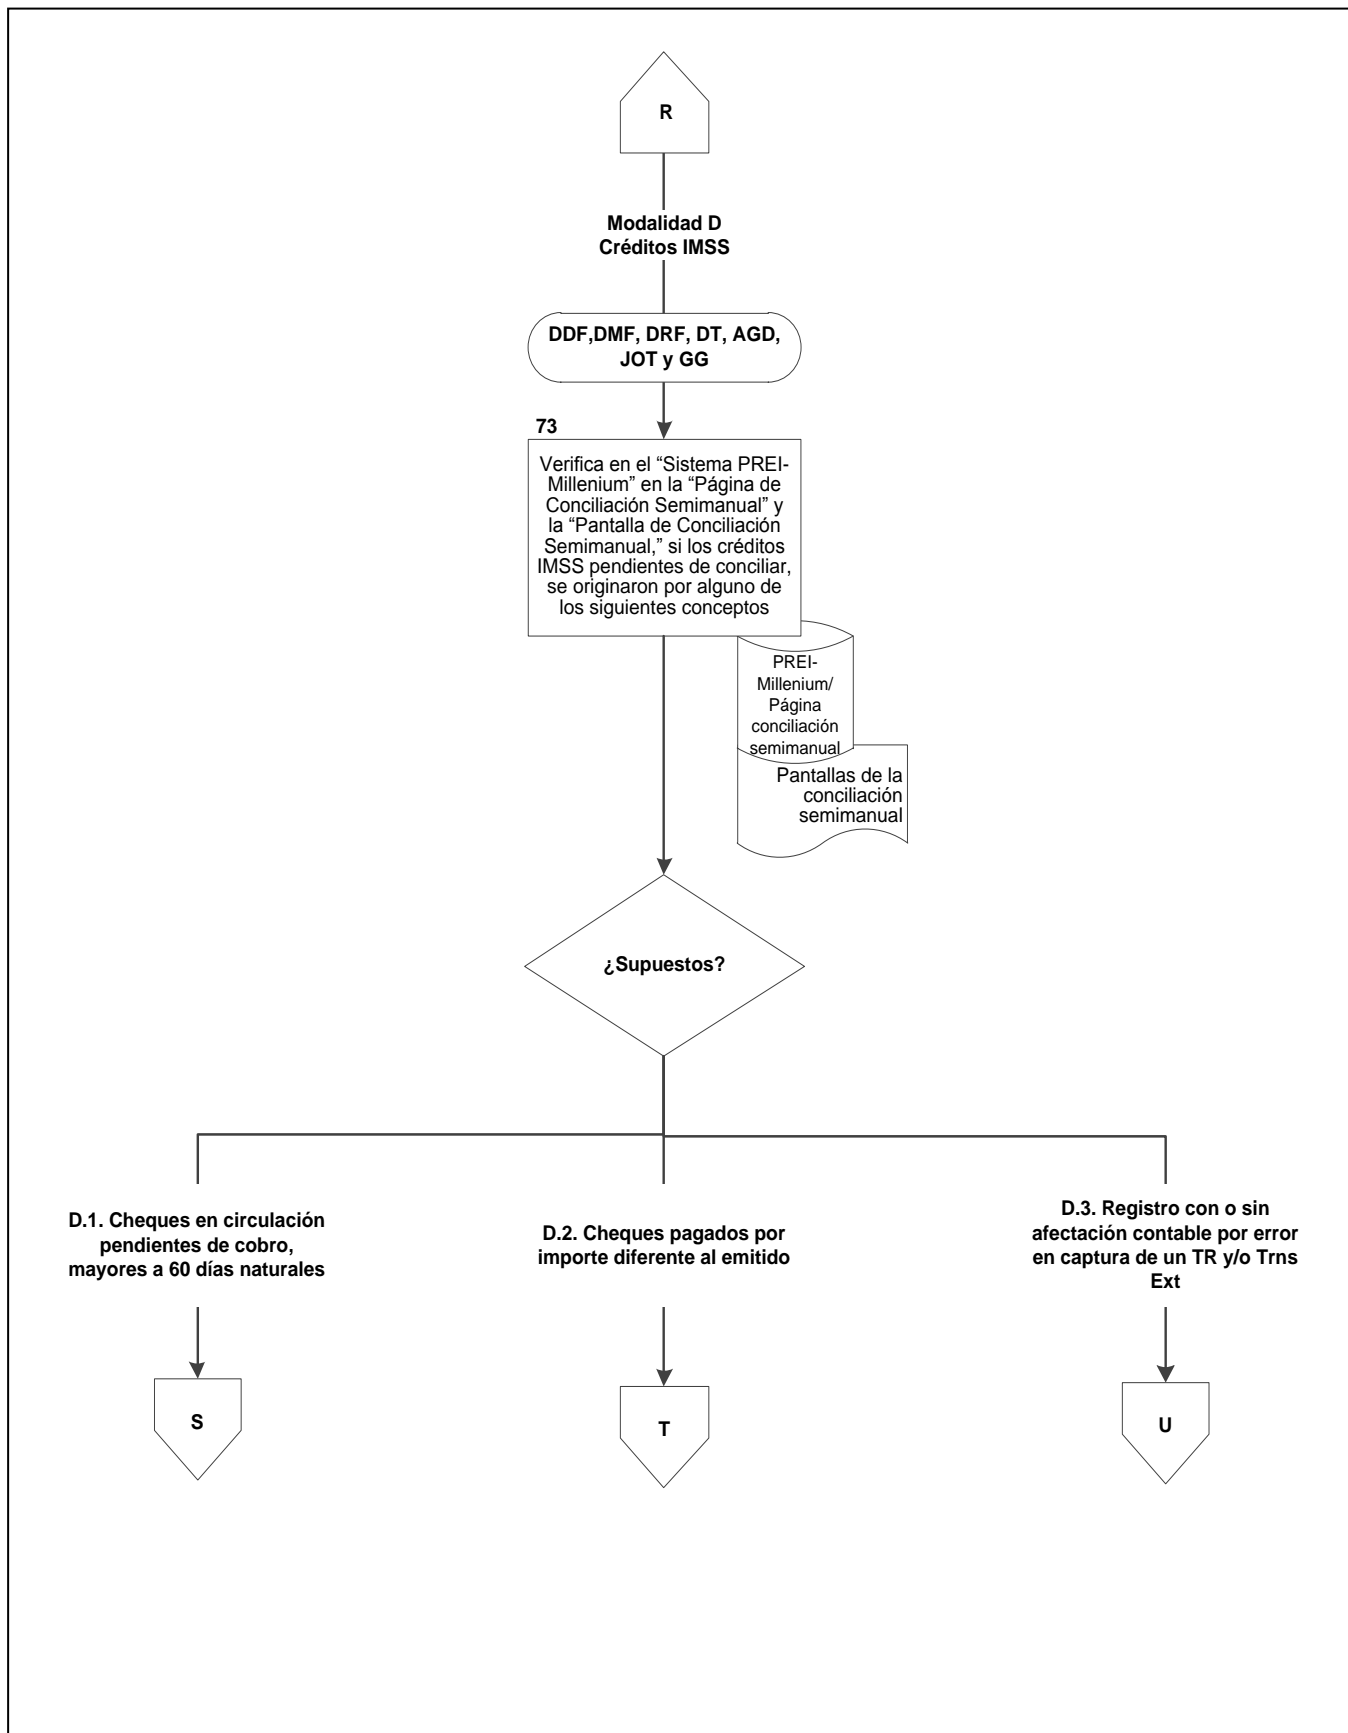 R
Modalidad D
Créditos IMSS
DDF,DMF, DRF, DT, AGD,
JOT y GG
73
Verifica en el “Sistema PREI-
Millenium” en la “Página de
Conciliación Semimanual” y
la “Pantalla de Conciliación
Semimanual,” si los créditos
IMSS pendientes de conciliar,
se originaron por alguno de
los siguientes conceptos
PREI-
Millenium/
Página
conciliación
semimanual
Pantallas de la
conciliación
semimanual
¿Supuestos?
D.1. Cheques en circulación
pendientes de cobro,
mayores a 60 días naturales
D.2. Cheques pagados por
importe diferente al emitido
D.3. Registro con o sin
afectación contable por error
en captura de un TR y/o Trns
Ext
S
T
U